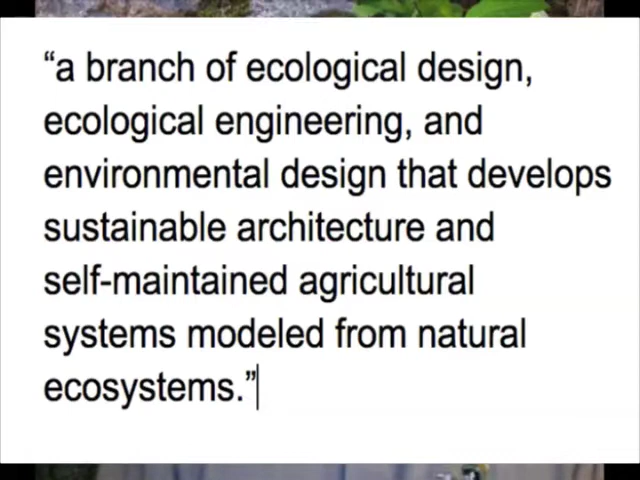 “a branch of ecological design,
ecological engineering, and
environmental design that develops
sustainable architecture and
self-maintained agricultural
systems modeled from natural
ecosystems.”